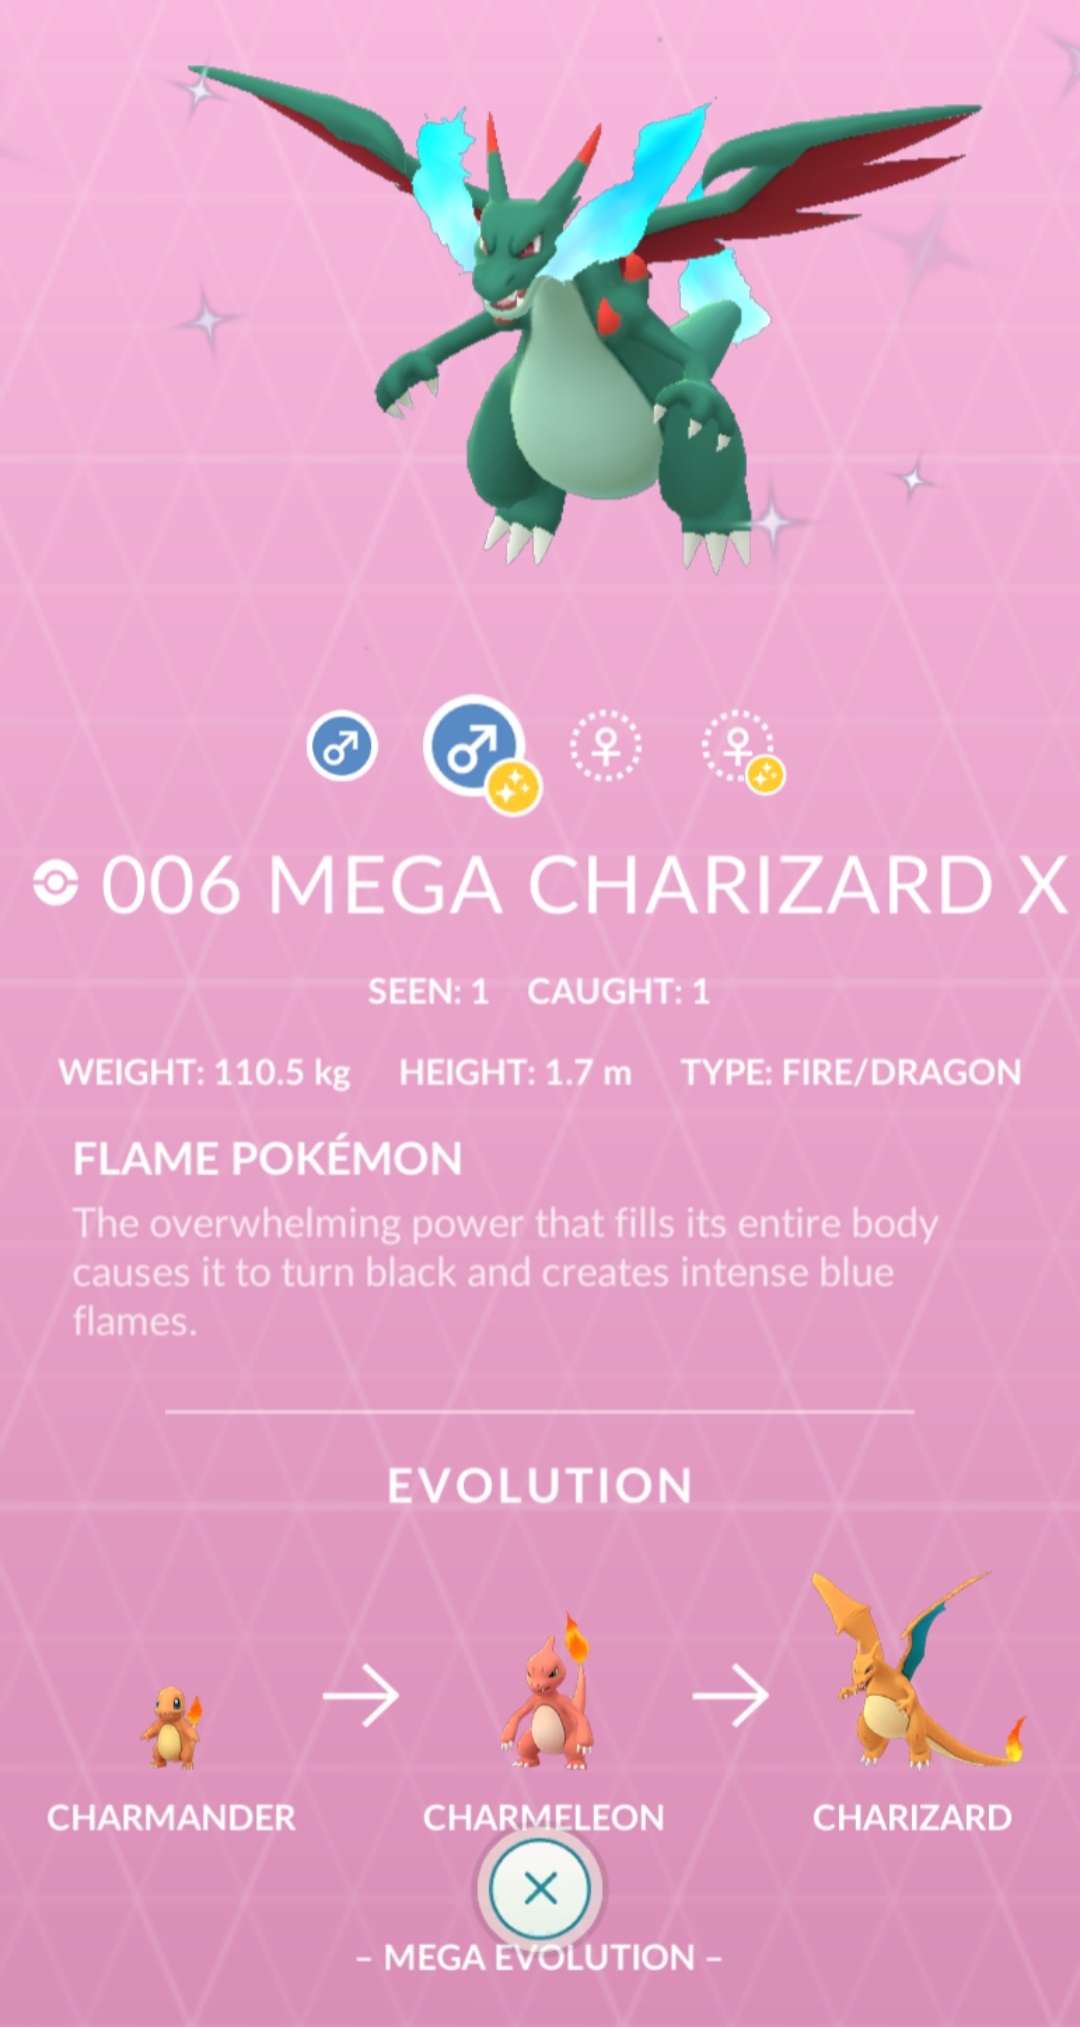 006 MEGA CHARIZARD X
SEEN: 1 CAUGHT: 1
WEIGHT: 110.5 kg HEIGHT: 1.7 m TYPE: FIRE/DRAGON
FLAME POKÉMON
The overwhelming power that fills its entire body
causes it to turn black and creates intense blue
flames.
EVOLUTION
CHARMANDER CHARMELEON CHARIZARD
– MEGA EVOLUTION –